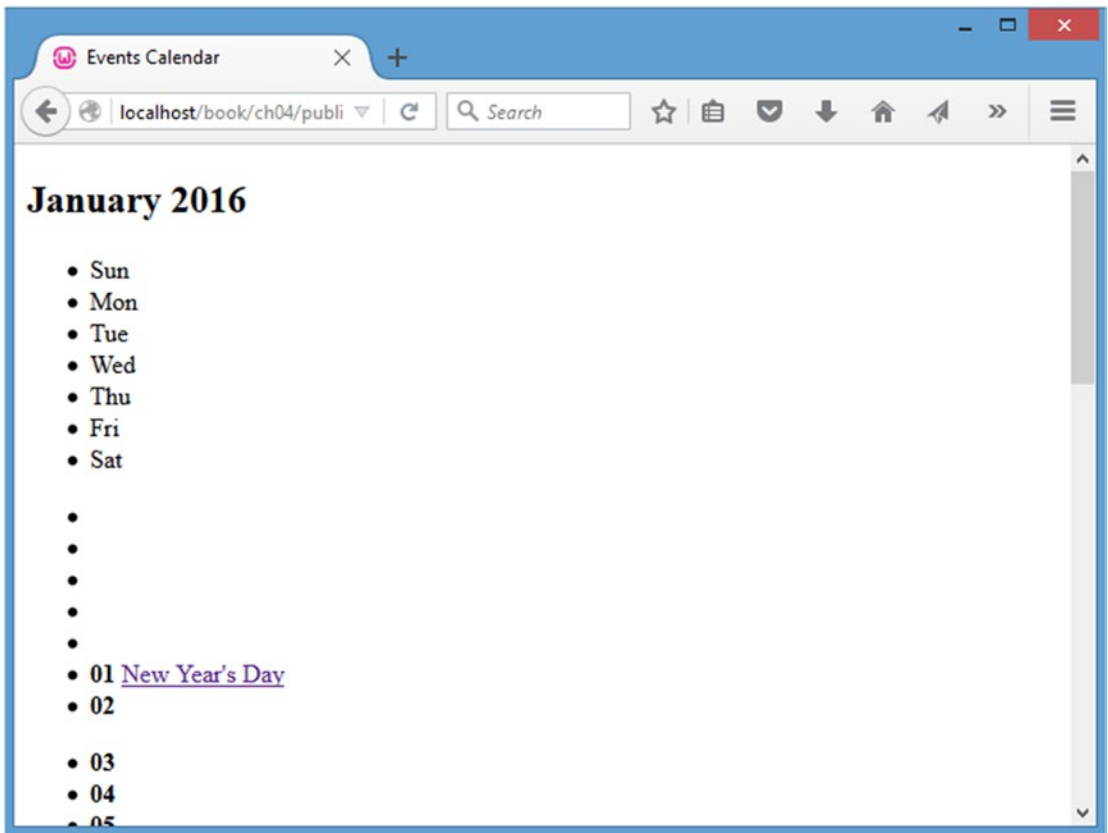 Events Calendar
localhost/book/ch04/publi
Search
January 2016
Sun
Mon
Tue
Wed
Thu
Fri
Sat
01 New Year's Day
02
03
04
05